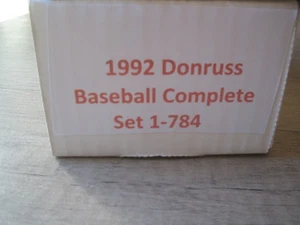 1992 Donruss
Baseball Complete
Set 1-784